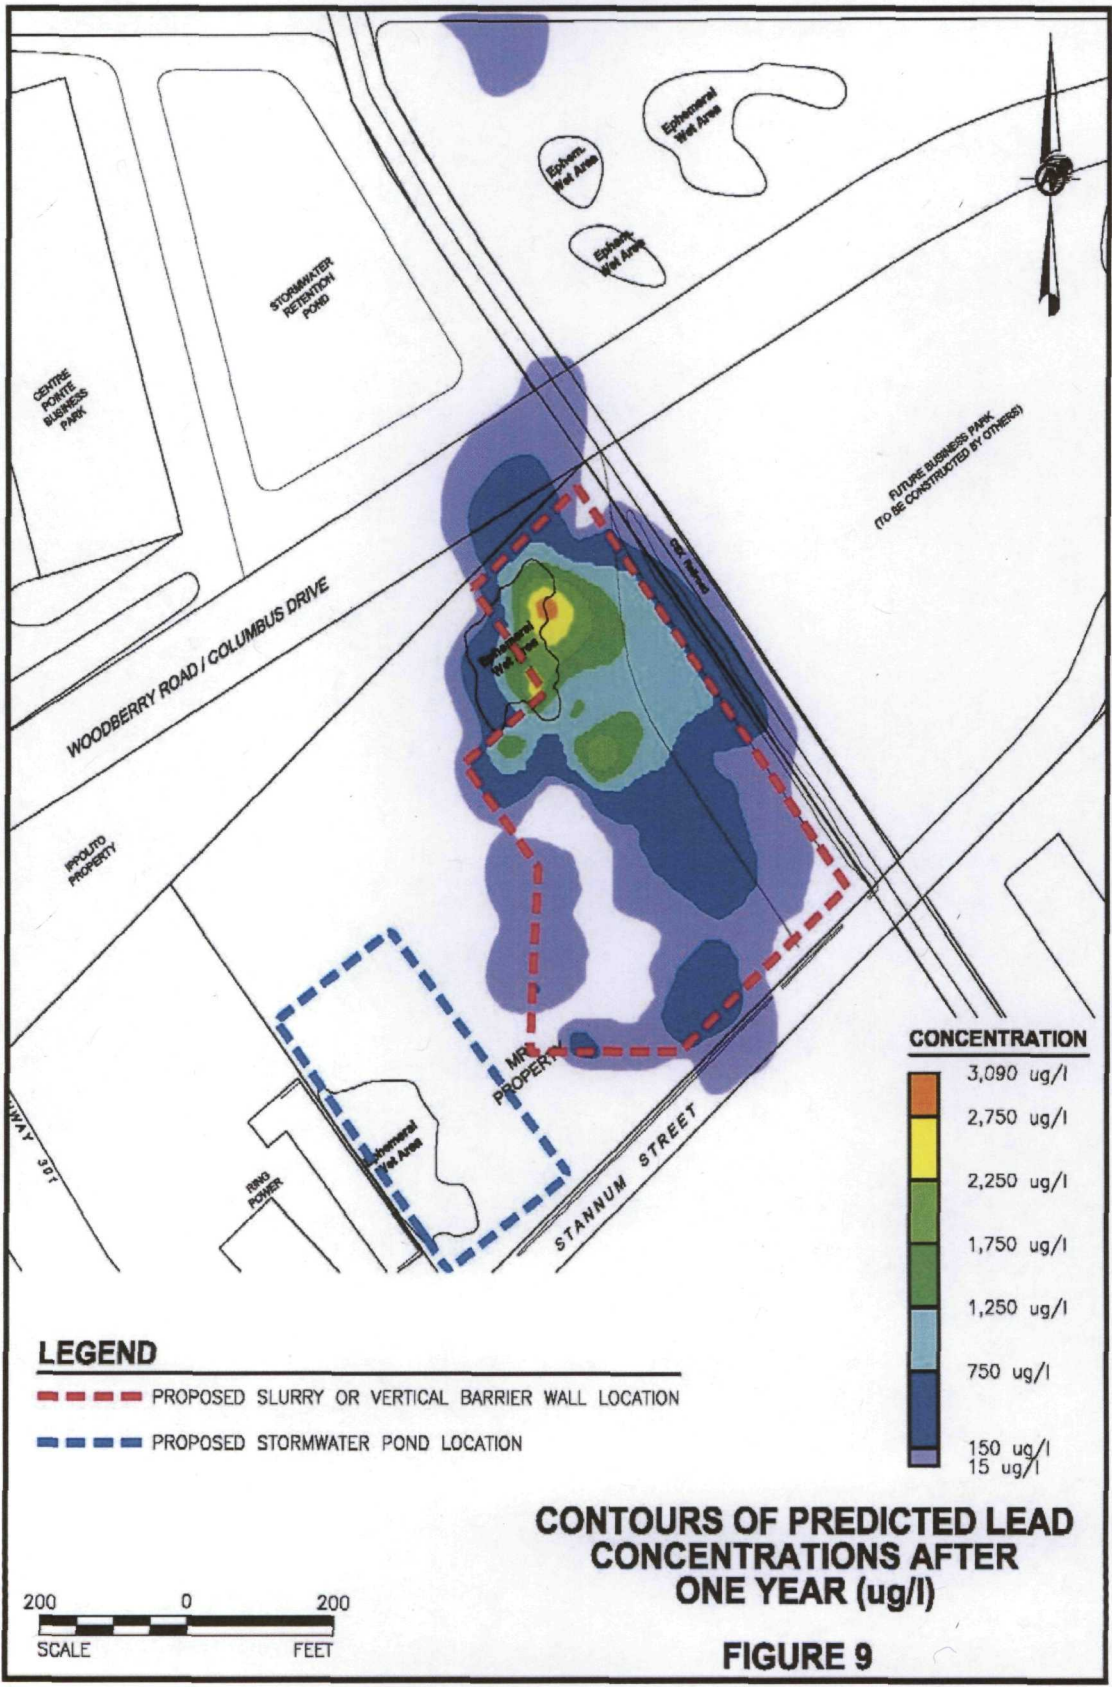 Ephemeral
Wet Area
Ephem.
Wet Area
Ephem.
Wet Area
STORMWATER
RETENTION
POND
CENTRE
POINTE
BUSINESS
PARK
FUTURE BUSINESS PARK
(TO BE CONSTRUCTED BY OTHERS)
CSX Railroad
WOODBERRY ROAD / COLUMBUS DRIVE
Ephemeral
Wet Area
IPPOLITO
PROPERTY
MRI
PROPERTY
Ephemeral
Wet Area
RING
POWER
STANNUM STREET
301
CONCENTRATION
3,090 ug/l
2,750 ug/l
2,250 ug/l
1,750 ug/l
1,250 ug/l
750 ug/l
150 ug/l
15 ug/l
LEGEND
PROPOSED SLURRY OR VERTICAL BARRIER WALL LOCATION
PROPOSED STORMWATER POND LOCATION
CONTOURS OF PREDICTED LEAD
CONCENTRATIONS AFTER
ONE YEAR (ug/l)
FIGURE 9
200 0 200
SCALE FEET